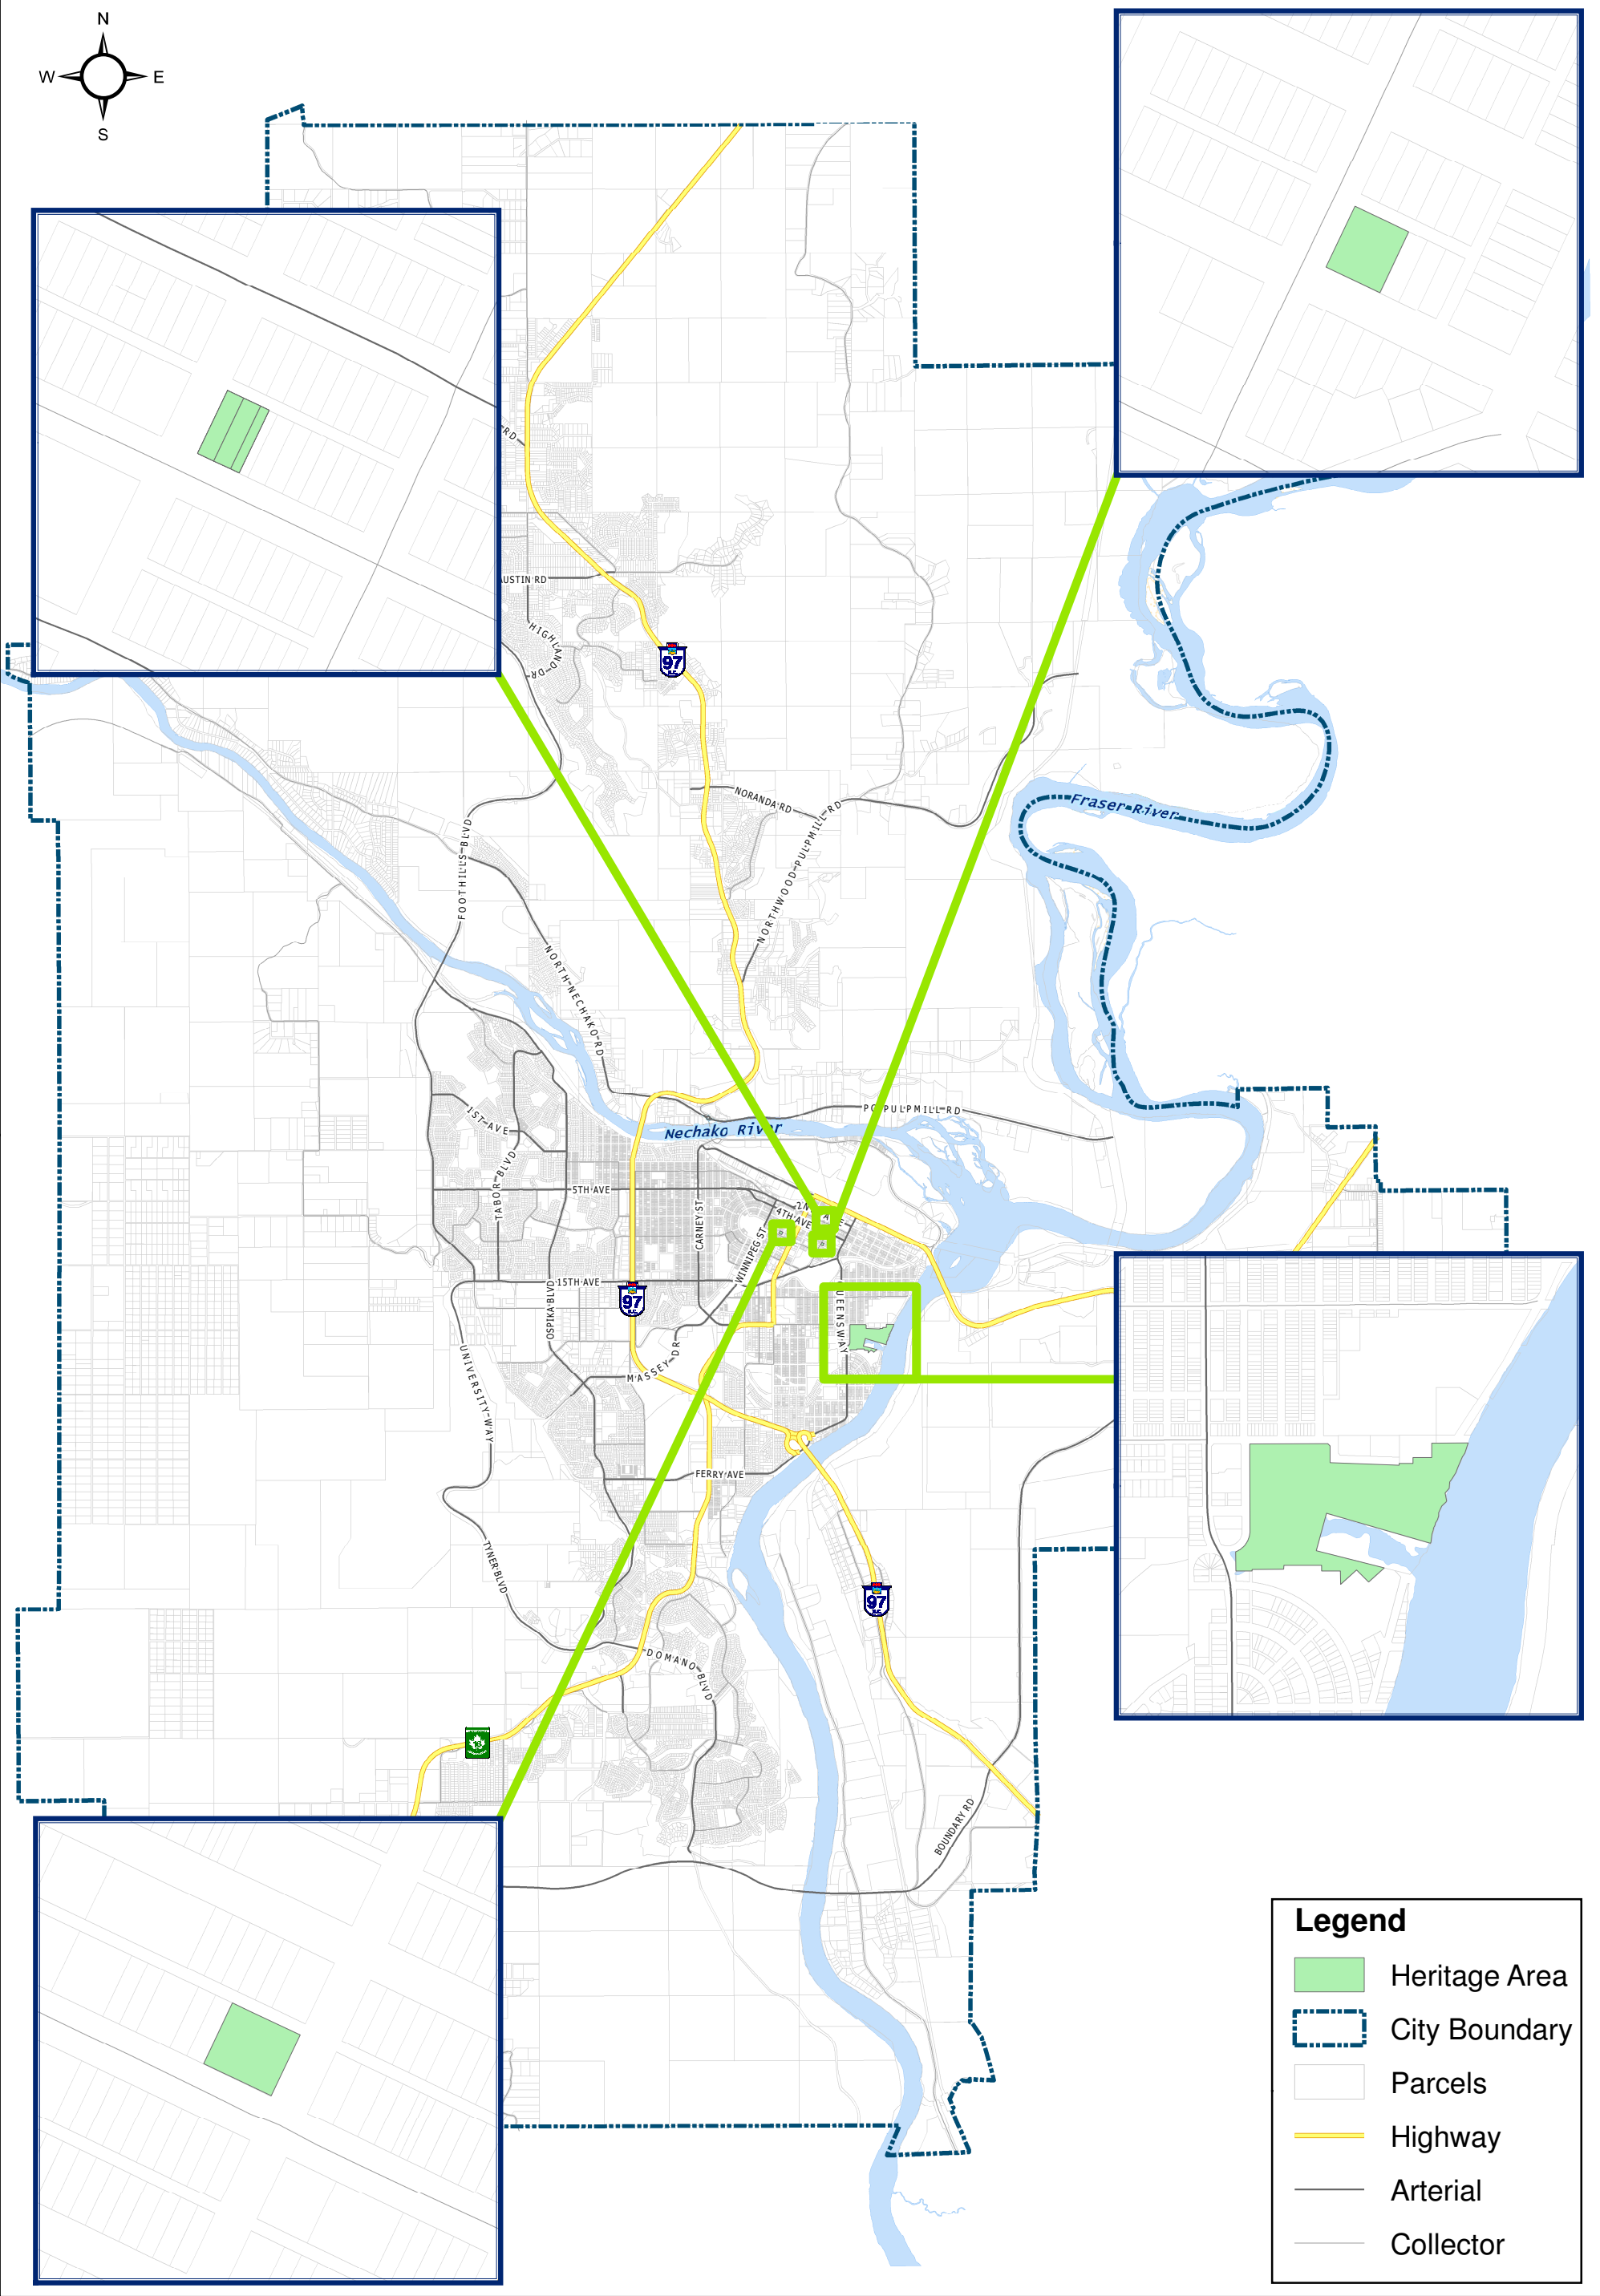 N
W E
S
RD
AUSTIN RD
HIGHLAND DR
97
NORANDA RD
Fraser River
FOOTHILLS BLVD
NORTHWOOD PULPMILL RD
NORTH NECHAKO RD
1ST AVE
PG PULPMILL RD
Nechako River
TABOR BLVD
5TH AVE
CARNEY ST
4TH AVE
WINNIPEG ST
15TH AVE
OSPIKA BLVD
97
QUEENSWAY
UNIVERSITY WAY
MASSEY DR
FERRY AVE
TYNER BLVD
97
DOMANO BLVD
BOUNDARY RD
Legend
Heritage Area
City Boundary
Parcels
Highway
Arterial
Collector